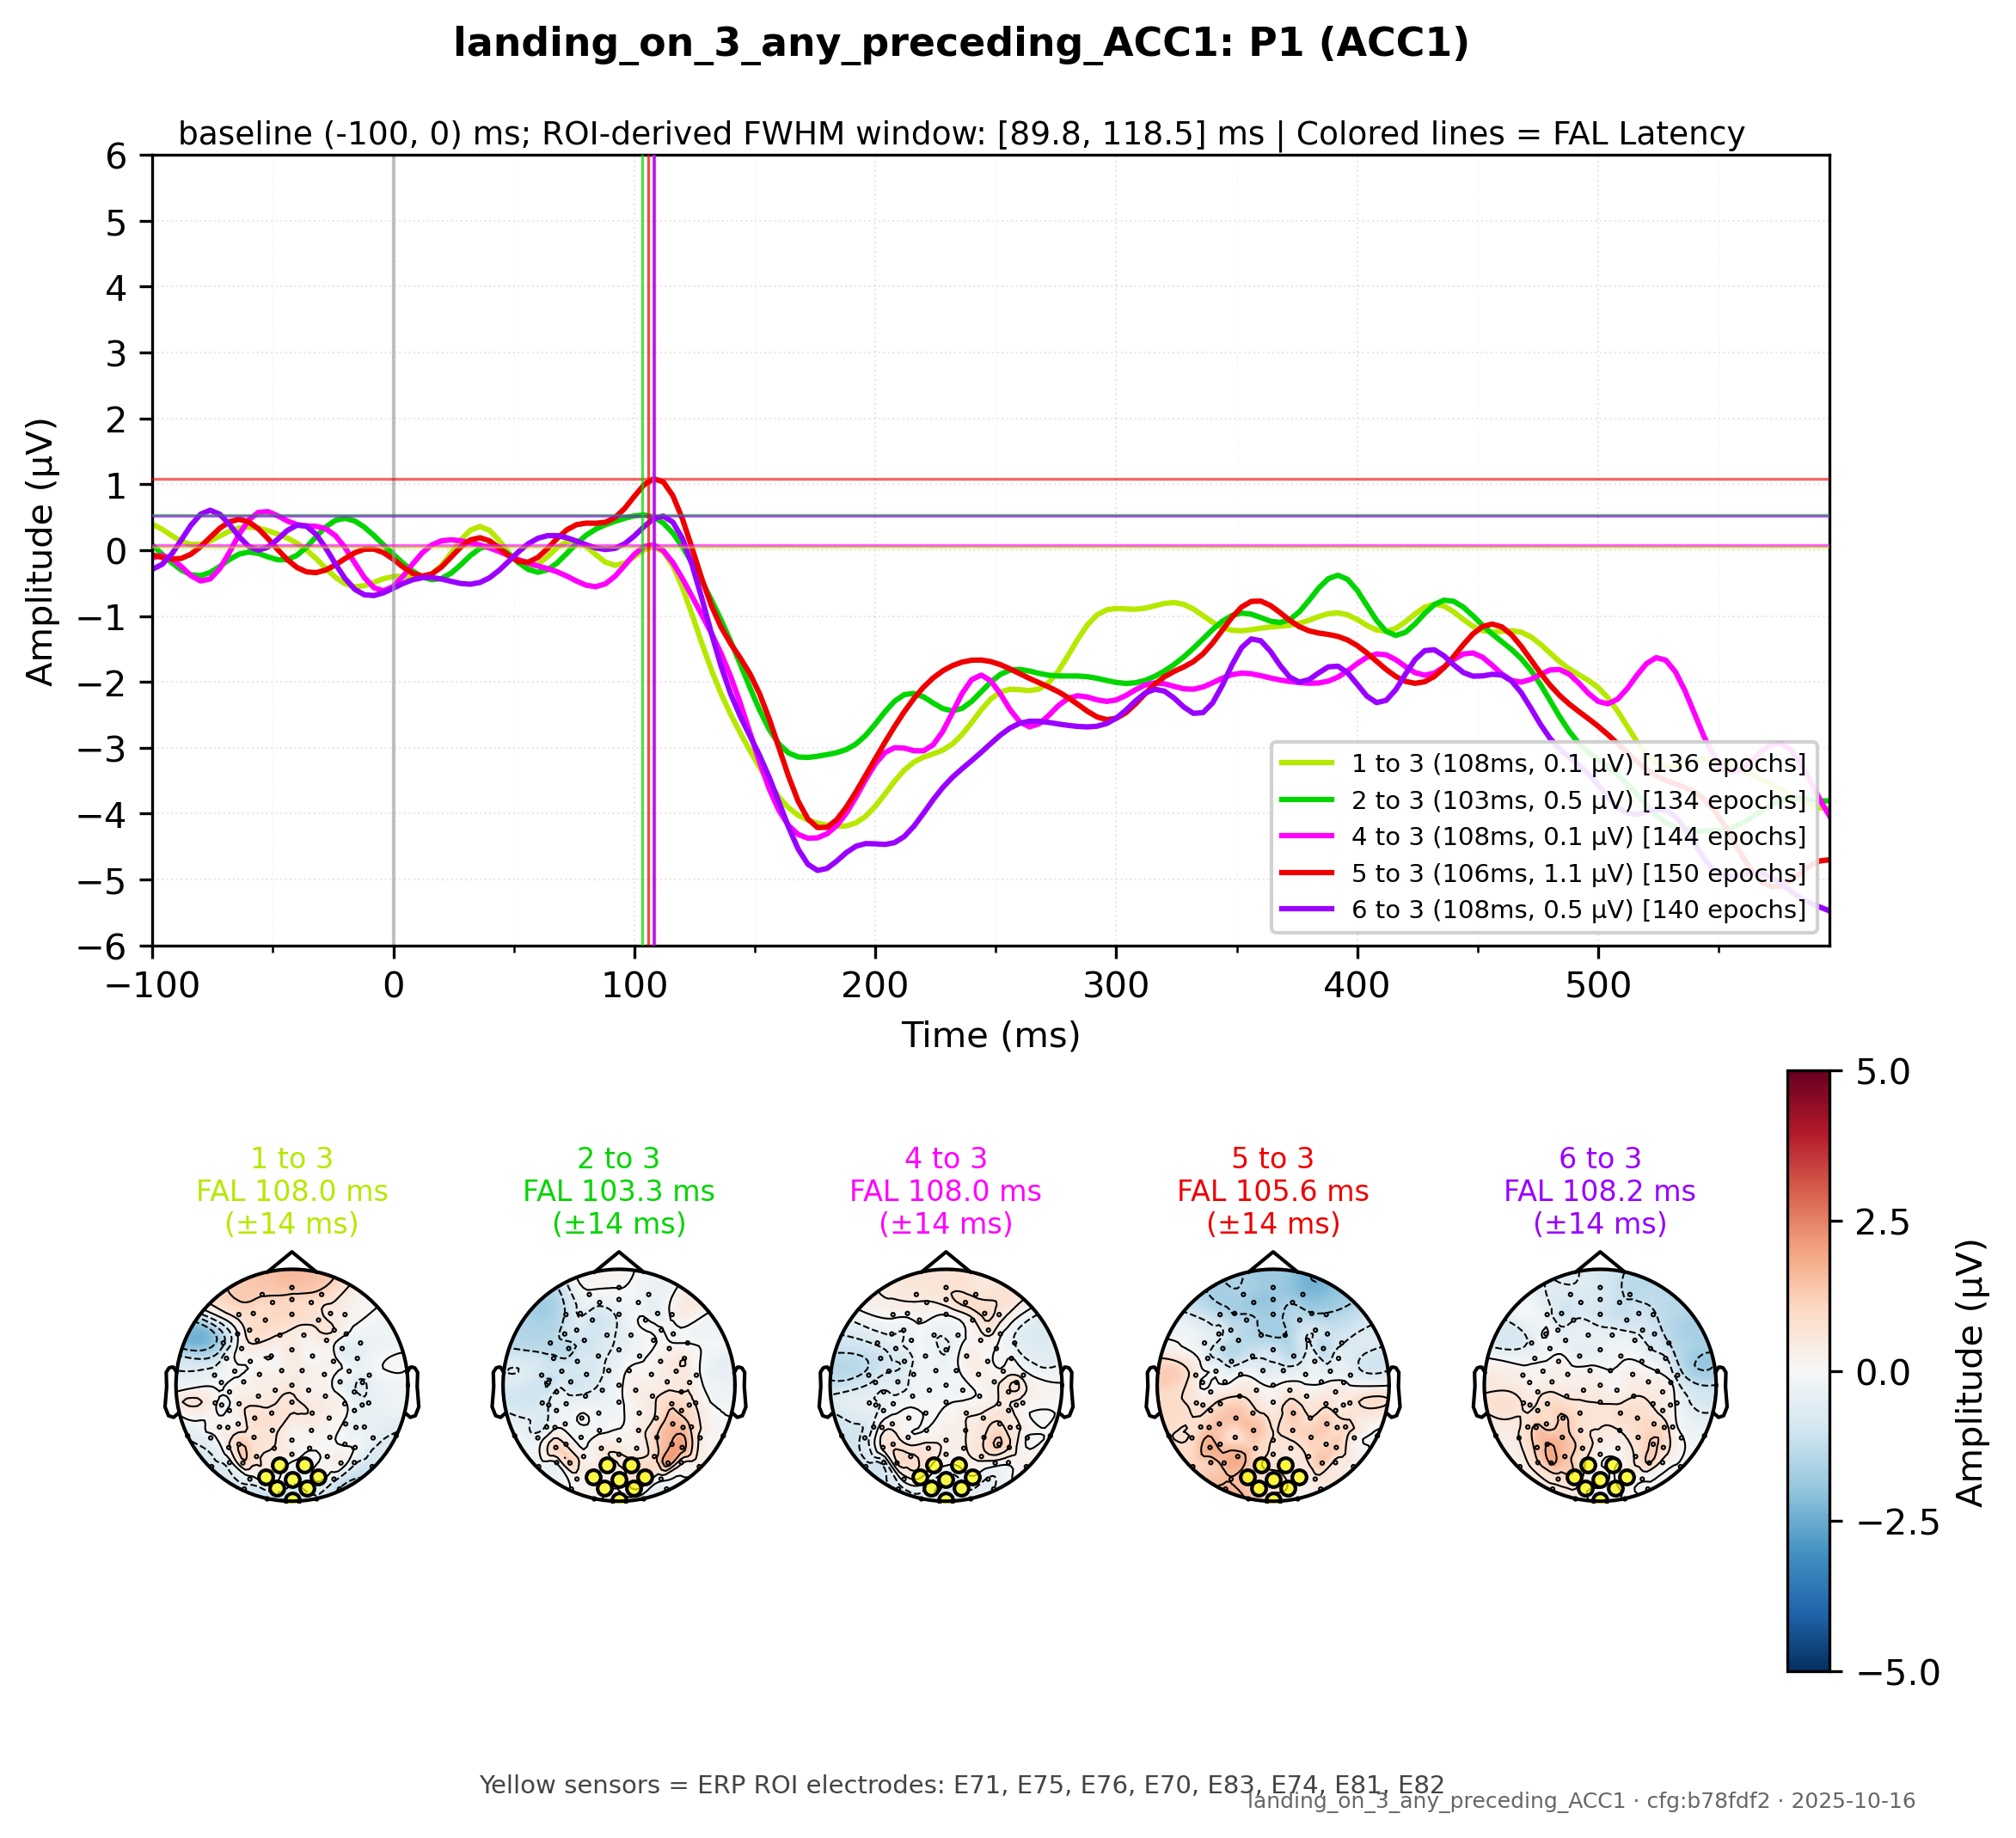 landing_on_3_any_preceding_ACC1: P1 (ACC1)
baseline (-100, 0) ms; ROI-derived FWHM window: [89.8, 118.5] ms | Colored lines = FAL Latency
6
5
4
3
2
1
0
−1
−2
−3
−4
−5
−6
Amplitude (µV)
1 to 3 (108ms, 0.1 µV) [136 epochs]
2 to 3 (103ms, 0.5 µV) [134 epochs]
4 to 3 (108ms, 0.1 µV) [144 epochs]
5 to 3 (106ms, 1.1 µV) [150 epochs]
6 to 3 (108ms, 0.5 µV) [140 epochs]
−100 0 100 200 300 400 500
Time (ms)
1 to 3
FAL 108.0 ms
(±14 ms)
2 to 3
FAL 103.3 ms
(±14 ms)
4 to 3
FAL 108.0 ms
(±14 ms)
5 to 3
FAL 105.6 ms
(±14 ms)
6 to 3
FAL 108.2 ms
(±14 ms)
5.0
2.5
0.0
−2.5
−5.0
Amplitude (µV)
Yellow sensors = ERP ROI electrodes: E71, E75, E76, E70, E83, E74, E81, E82
landing_on_3_any_preceding_ACC1 · cfg:b78fdf2 · 2025-10-16